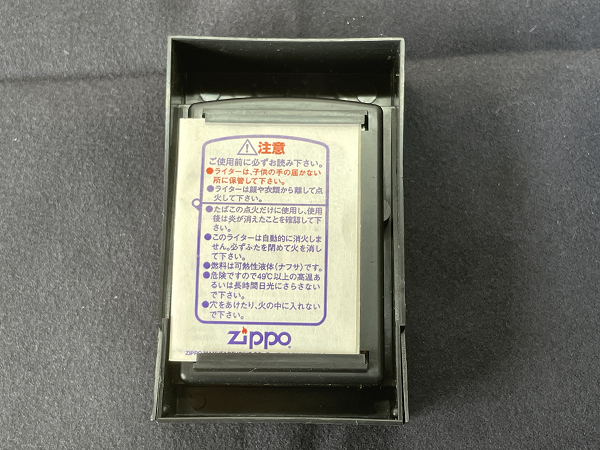 注意
ご使用前に必ずお読み下さい。
●ライターは、子供の手の届かない
所に保管して下さい。
●ライターは顔や衣類から離して点
火して下さい。
●たばこの点火だけに使用し、使用
後は炎が消えたことを確認して下
さい。
●このライターは自動的に消火しま
せん。必ずふたを閉めて火を消し
て下さい。
●燃料は可熱性液体(ナフサ)です。
●危険ですので49℃以上の高温あ
るいは長時間日光にさらさない
で下さい。
●穴をあけたり、火の中に入れない
で下さい。
zippo